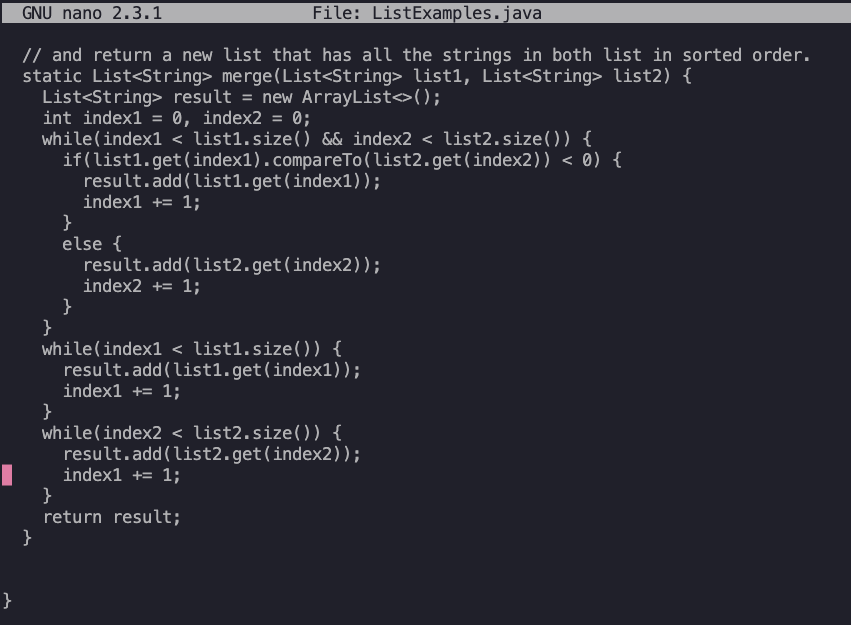 GNU nano 2.3.1 File: ListExamples.java
// and return a new list that has all the strings in both list in sorted order.
static List<String> merge(List<String> list1, List<String> list2) {
List<String> result = new ArrayList<>();
int index1 = 0, index2 = 0;
while(index1 < list1.size() && index2 < list2.size()) {
if(list1.get(index1).compareTo(list2.get(index2)) < 0) {
result.add(list1.get(index1));
index1 += 1;
}
else {
result.add(list2.get(index2));
index2 += 1;
}
}
while(index1 < list1.size()) {
result.add(list1.get(index1));
index1 += 1;
}
while(index2 < list2.size()) {
result.add(list2.get(index2));
index1 += 1;
}
return result;
}
}